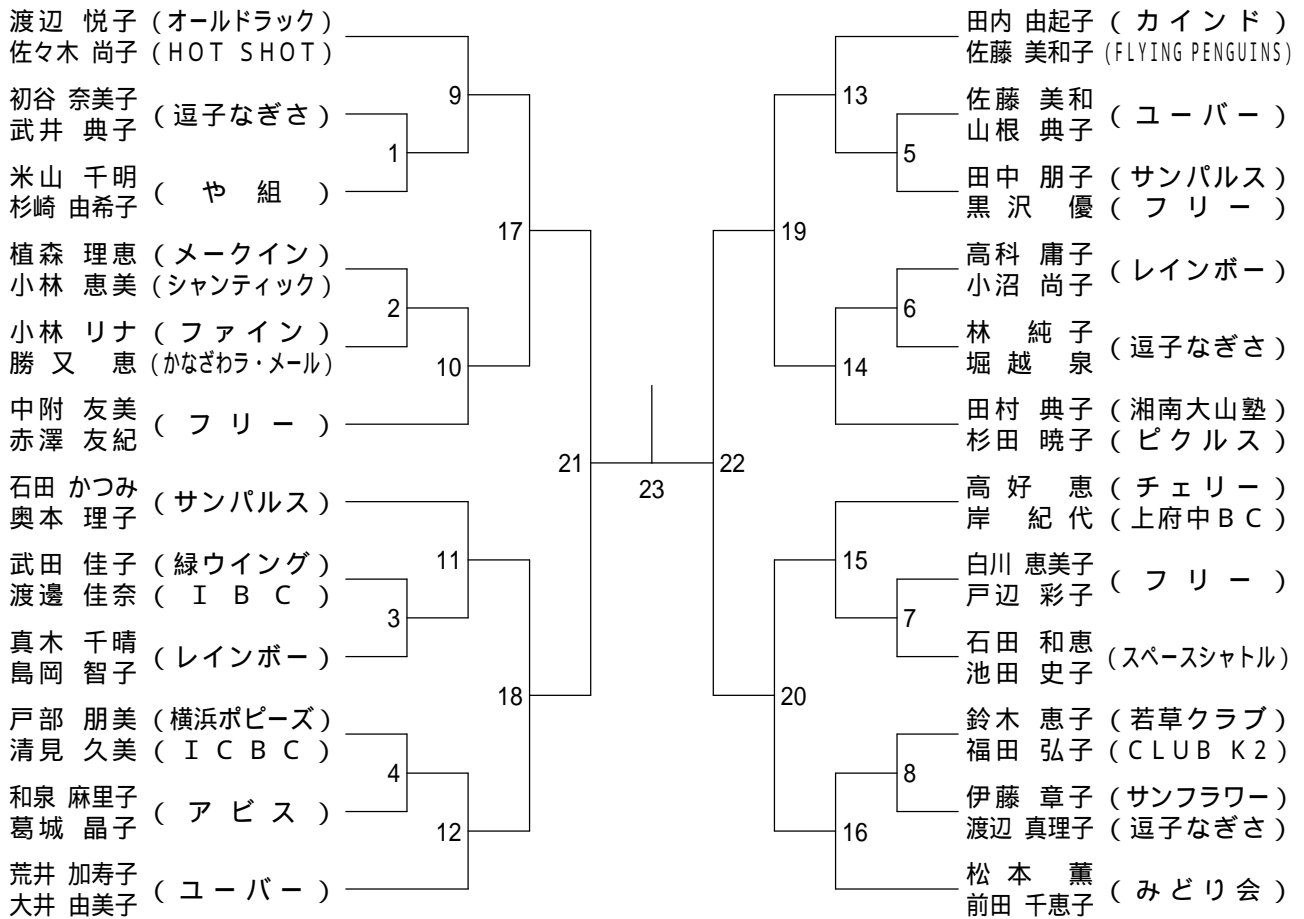 渡辺 悦子 (オールドラック)
佐々木 尚子 (HOT SHOT)
初谷 奈美子
武井 典子
(逗子なぎさ)
米山 千明
杉崎 由希子
(や組)
植森 理恵 (メークイン)
小林 恵美 (シャンティック)
小林 リナ (ファイン)
勝又 恵 (かなざわラ・メール)
中附 友美
赤澤 友紀
(フリー)
石田 かつみ
奥本 理子
(サンパルス)
武田 佳子 (緑ウイング)
渡邊 佳奈 (IBC)
真木 千晴
島岡 智子
(レインボー)
戸部 朋美 (横浜ポピーズ)
清見 久美 (ICBC)
和泉 麻里子
葛城 晶子
(アビス)
荒井 加寿子
大井 由美子
(ユーバー)
1
2
3
4
9
10
11
12
17
18
21
23
22
19
20
13
14
15
16
5
6
7
8
田内 由起子 (カインド)
佐藤 美和子 (FLYING PENGUINS)
佐藤 美和
山根 典子
(ユーバー)
田中 朋子 (サンパルス)
黒沢 優 (フリー)
高科 庸子
小沼 尚子
(レインボー)
林 純子
堀越 泉
(逗子なぎさ)
田村 典子 (湘南大山塾)
杉田 暁子 (ピクルス)
高好 恵 (チェリー)
岸 紀代 (上府中BC)
白川 恵美子
戸辺 彩子
(フリー)
石田 和恵
池田 史子
(スペースシャトル)
鈴木 恵子 (若草クラブ)
福田 弘子 (CLUB K2)
伊藤 章子 (サンフラワー)
渡辺 真理子 (逗子なぎさ)
松本 薫
前田 千恵子
(みどり会)